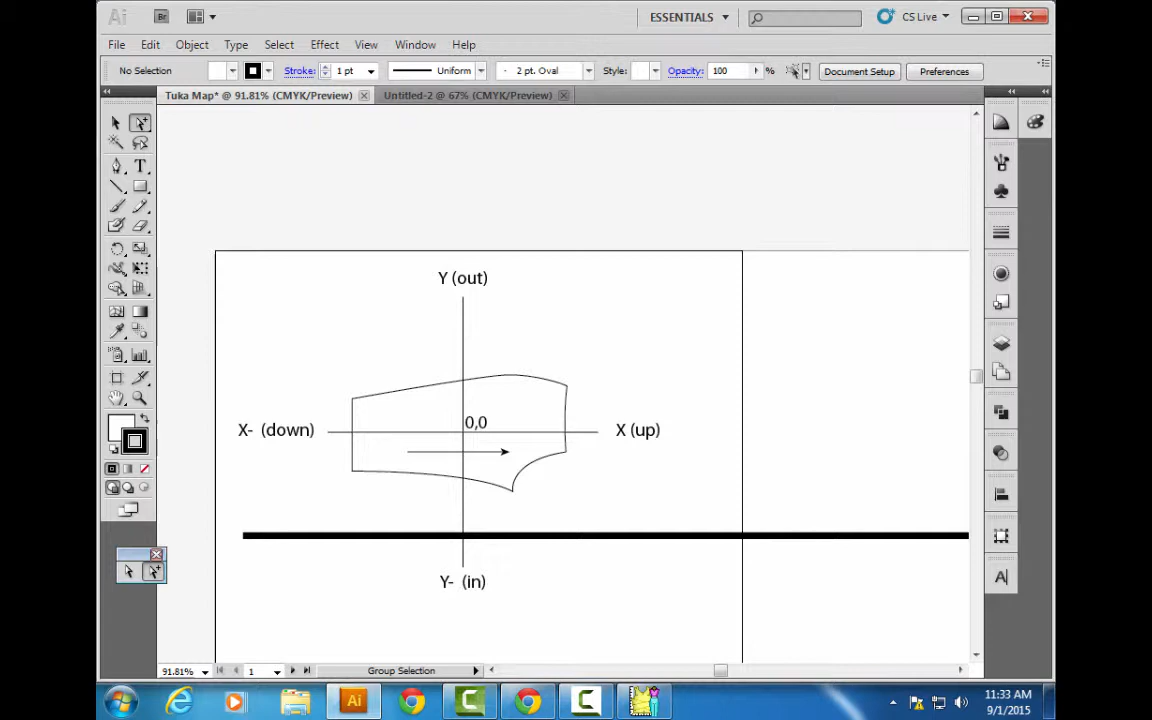 Ai Br ESSENTIALS CS Live
File Edit Object Type Select Effect View Window Help
No Selection Stroke: 1 pt Uniform 2 pt. Oval Style: Opacity: 100 % Document Setup Preferences
Tuka Map* @ 91.81% (CMYK/Preview) Untitled-2 @ 67% (CMYK/Preview)
Y (out)
0,0
X- (down) X (up)
Y- (in)
91.81% 1 Group Selection
Ai
11:33 AM
9/1/2015